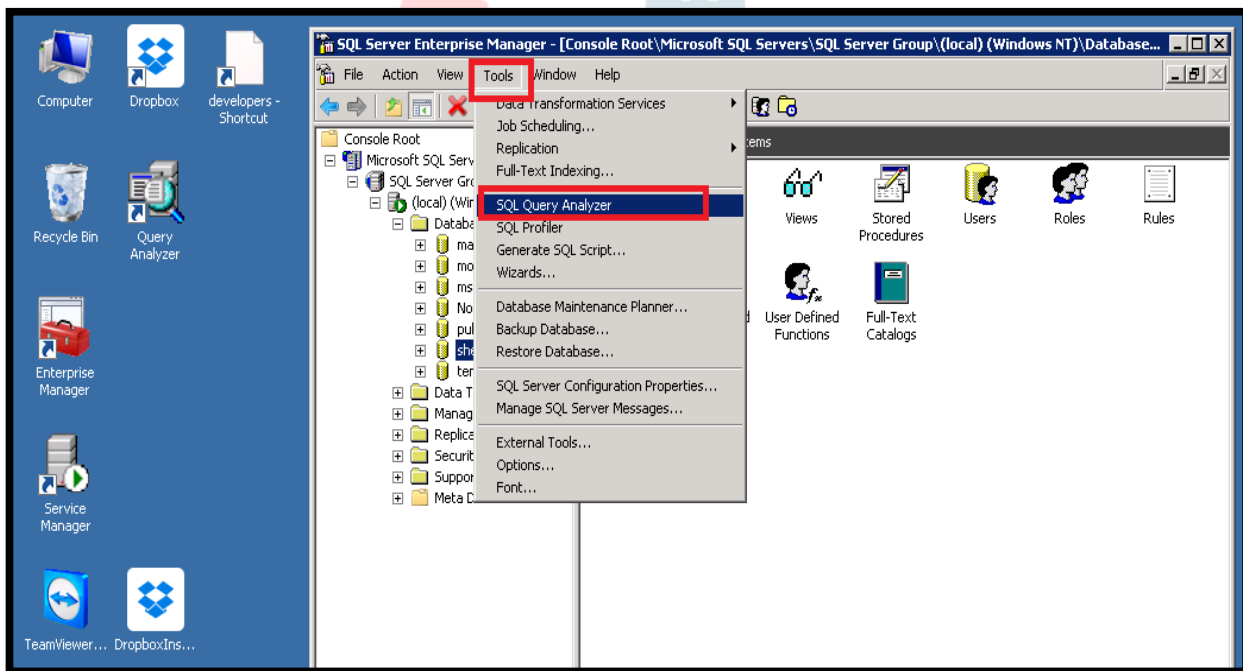 Computer
Dropbox
developers -
Shortcut
Recycle Bin
Query
Analyzer
Enterprise
Manager
Service
Manager
TeamViewer...
DropboxIns...
SQL Server Enterprise Manager - [Console Root\Microsoft SQL Servers\SQL Server Group\(local) (Windows NT)\Database...
File Action View Tools Window Help
Console Root
Microsoft SQL Serv
SQL Server Gr
(local) (Wir
Databa
ma
mo
ms
No
pul
she
Data T
Manag
Replica
Securit
Suppor
Meta D
Data Transformation Services
Job Scheduling...
Replication
Full-Text Indexing...
SQL Query Analyzer
SQL Profiler
Generate SQL Script...
Wizards...
Database Maintenance Planner...
Backup Database...
Restore Database...
SQL Server Configuration Properties...
Manage SQL Server Messages...
External Tools...
Options...
Font...
Views
Stored
Procedures
Users
Roles
Rules
User Defined
Functions
Full-Text
Catalogs